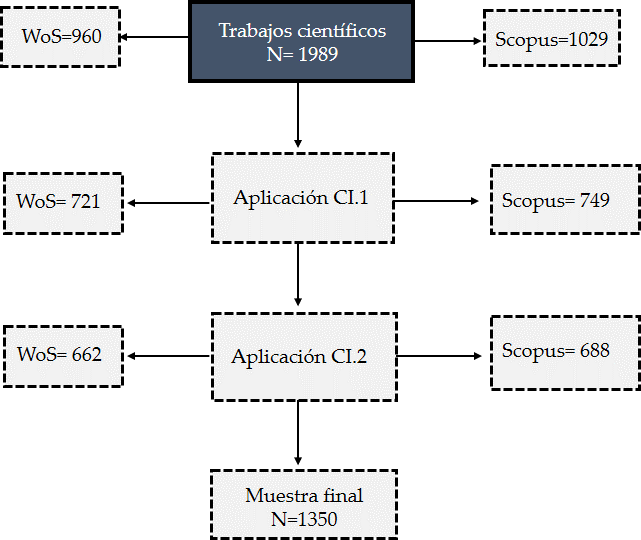 WoS=960
Trabajos científicos
N= 1989
Scopus=1029
WoS= 721
Aplicación CI.1
Scopus= 749
WoS= 662
Aplicación CI.2
Scopus= 688
Muestra final
N=1350